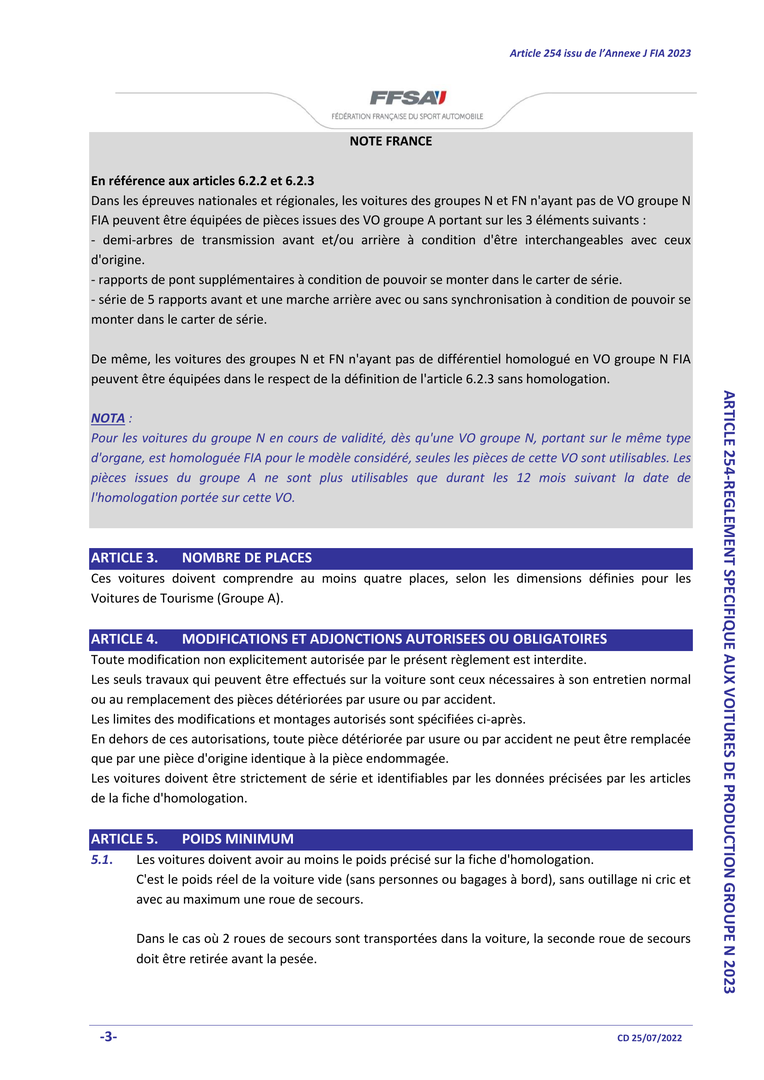 Article 254 issu de l’Annexe J FIA 2023
FFSA
FÉDÉRATION FRANÇAISE DU SPORT AUTOMOBILE
NOTE FRANCE
En référence aux articles 6.2.2 et 6.2.3
Dans les épreuves nationales et régionales, les voitures des groupes N et FN n'ayant pas de VO groupe N
FIA peuvent être équipées de pièces issues des VO groupe A portant sur les 3 éléments suivants :
- demi-arbres de transmission avant et/ou arrière à condition d'être interchangeables avec ceux
d'origine.
- rapports de pont supplémentaires à condition de pouvoir se monter dans le carter de série.
- série de 5 rapports avant et une marche arrière avec ou sans synchronisation à condition de pouvoir se
monter dans le carter de série.
De même, les voitures des groupes N et FN n'ayant pas de différentiel homologué en VO groupe N FIA
peuvent être équipées dans le respect de la définition de l'article 6.2.3 sans homologation.
NOTA :
Pour les voitures du groupe N en cours de validité, dès qu'une VO groupe N, portant sur le même type
d'organe, est homologuée FIA pour le modèle considéré, seules les pièces de cette VO sont utilisables. Les
pièces issues du groupe A ne sont plus utilisables que durant les 12 mois suivant la date de
l'homologation portée sur cette VO.
ARTICLE 3. NOMBRE DE PLACES
Ces voitures doivent comprendre au moins quatre places, selon les dimensions définies pour les
Voitures de Tourisme (Groupe A).
ARTICLE 4. MODIFICATIONS ET ADJONCTIONS AUTORISEES OU OBLIGATOIRES
Toute modification non explicitement autorisée par le présent règlement est interdite.
Les seuls travaux qui peuvent être effectués sur la voiture sont ceux nécessaires à son entretien normal
ou au remplacement des pièces détériorées par usure ou par accident.
Les limites des modifications et montages autorisés sont spécifiées ci-après.
En dehors de ces autorisations, toute pièce détériorée par usure ou par accident ne peut être remplacée
que par une pièce d'origine identique à la pièce endommagée.
Les voitures doivent être strictement de série et identifiables par les données précisées par les articles
de la fiche d'homologation.
ARTICLE 5. POIDS MINIMUM
5.1. Les voitures doivent avoir au moins le poids précisé sur la fiche d'homologation.
C'est le poids réel de la voiture vide (sans personnes ou bagages à bord), sans outillage ni cric et
avec au maximum une roue de secours.
Dans le cas où 2 roues de secours sont transportées dans la voiture, la seconde roue de secours
doit être retirée avant la pesée.
ARTICLE 254-REGLEMENT SPECIFIQUE AUX VOITURES DE PRODUCTION GROUPE N 2023
-3-
CD 25/07/2022